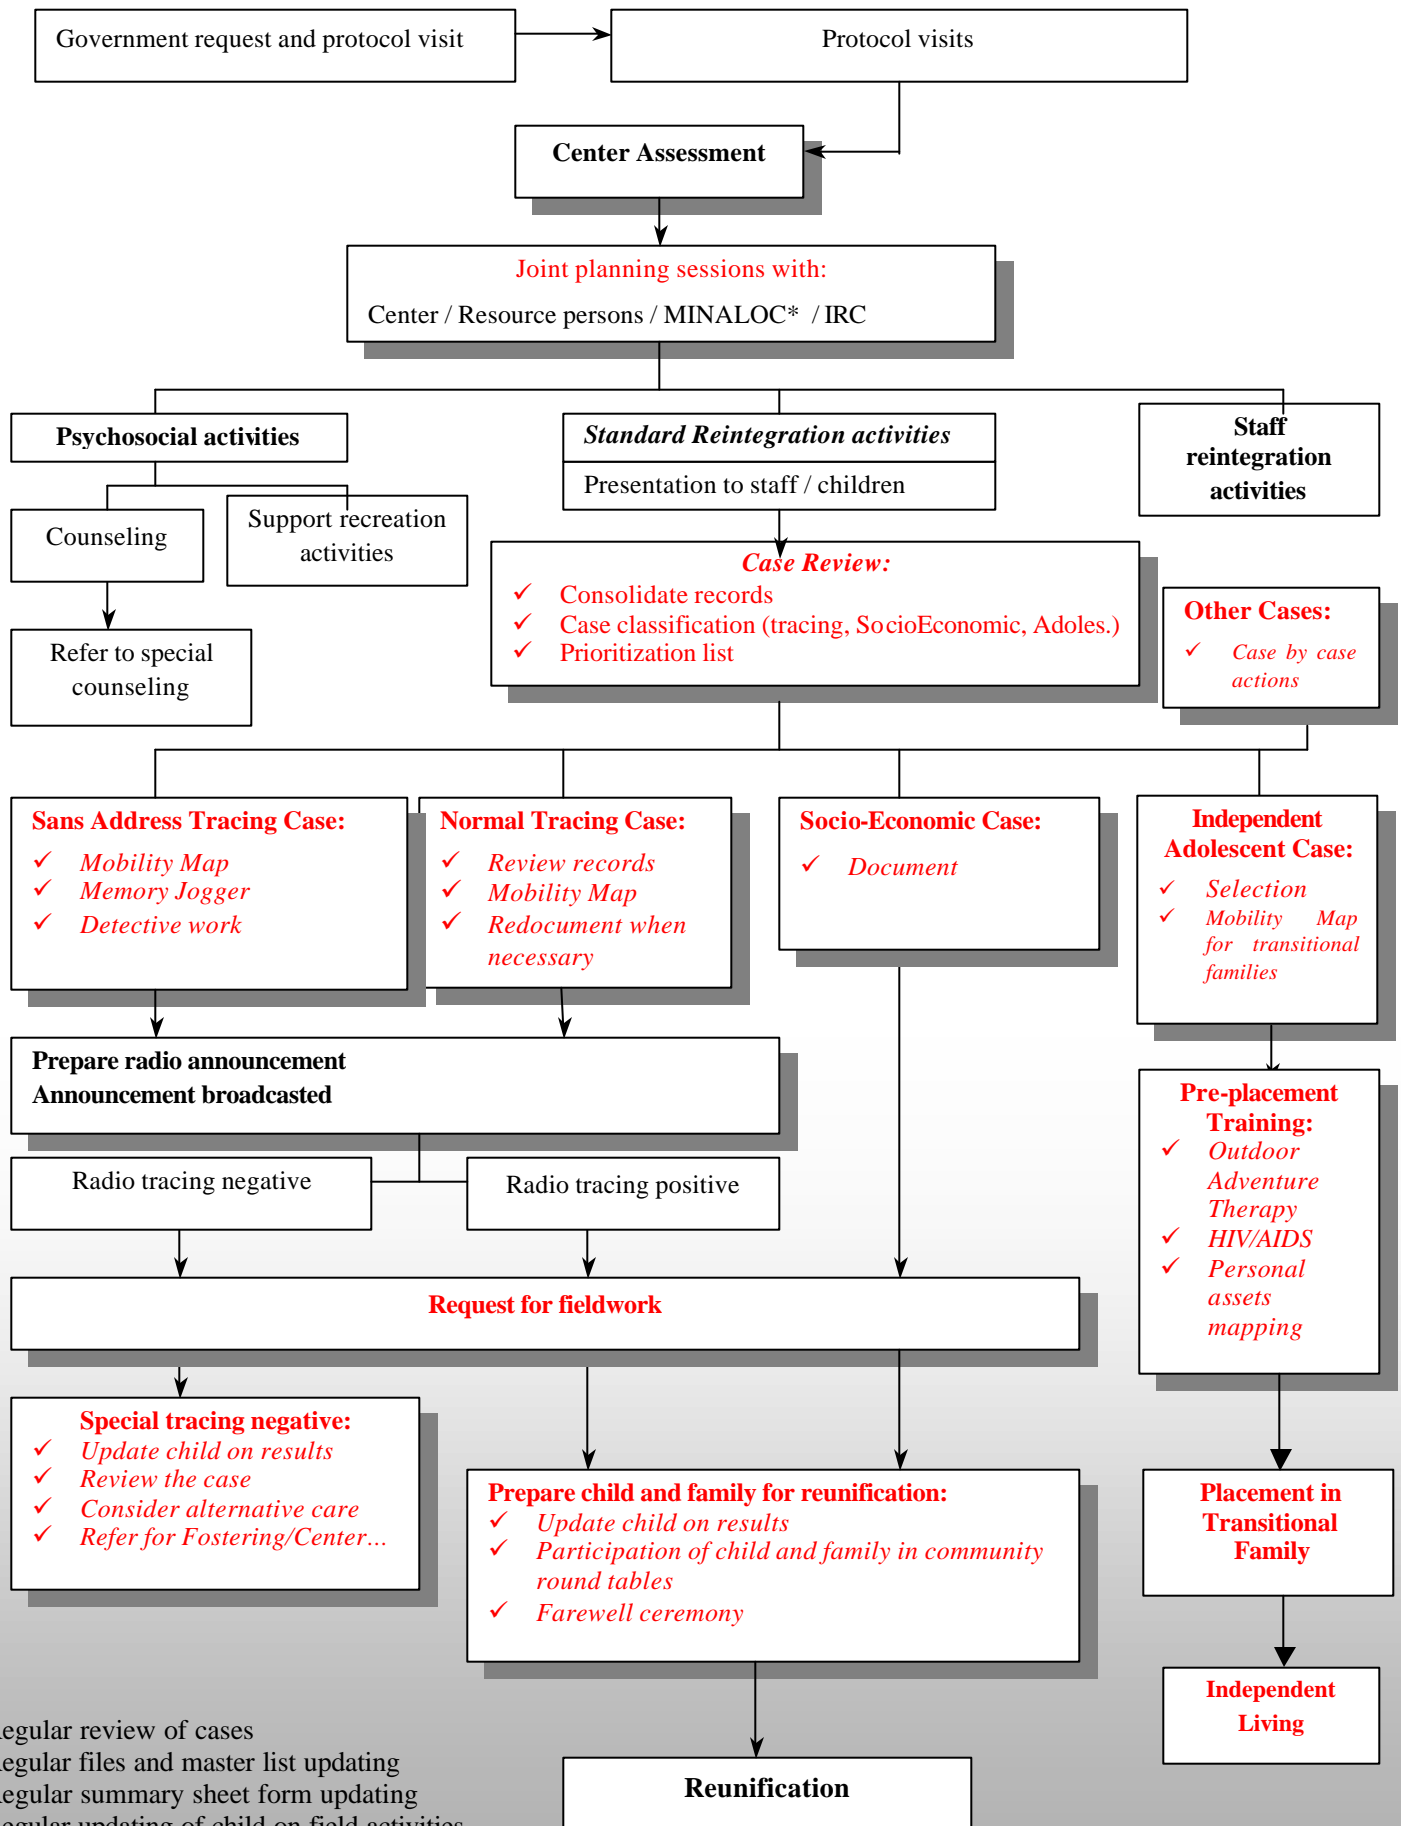 Government request and protocol visit
Protocol visits
Center Assessment
Joint planning sessions with:
Center / Resource persons / MINALOC* / IRC
Psychosocial activities
Standard Reintegration activities
Presentation to staff / children
Staff
reintegration
activities
Counseling
Support recreation
activities
Refer to special
counseling
Case Review:
✓ Consolidate records
✓ Case classification (tracing, SocioEconomic, Adoles.)
✓ Prioritization list
Other Cases:
✓ Case by case
actions
Sans Address Tracing Case:
✓ Mobility Map
✓ Memory Jogger
✓ Detective work
Normal Tracing Case:
✓ Review records
✓ Mobility Map
✓ Redocument when
necessary
Socio-Economic Case:
✓ Document
Independent
Adolescent Case:
✓ Selection
✓ Mobility Map
for transitional
families
Prepare radio announcement
Announcement broadcasted
Radio tracing negative
Radio tracing positive
Pre-placement
Training:
✓ Outdoor
Adventure
Therapy
✓ HIV/AIDS
✓ Personal
assets
mapping
Request for fieldwork
Special tracing negative:
✓ Update child on results
✓ Review the case
✓ Consider alternative care
✓ Refer for Fostering/Center…
Prepare child and family for reunification:
✓ Update child on results
✓ Participation of child and family in community
round tables
✓ Farewell ceremony
Placement in
Transitional
Family
Independent
Living
Reunification
egular review of cases
egular files and master list updating
egular summary sheet form updating
egular updating of child on field activities